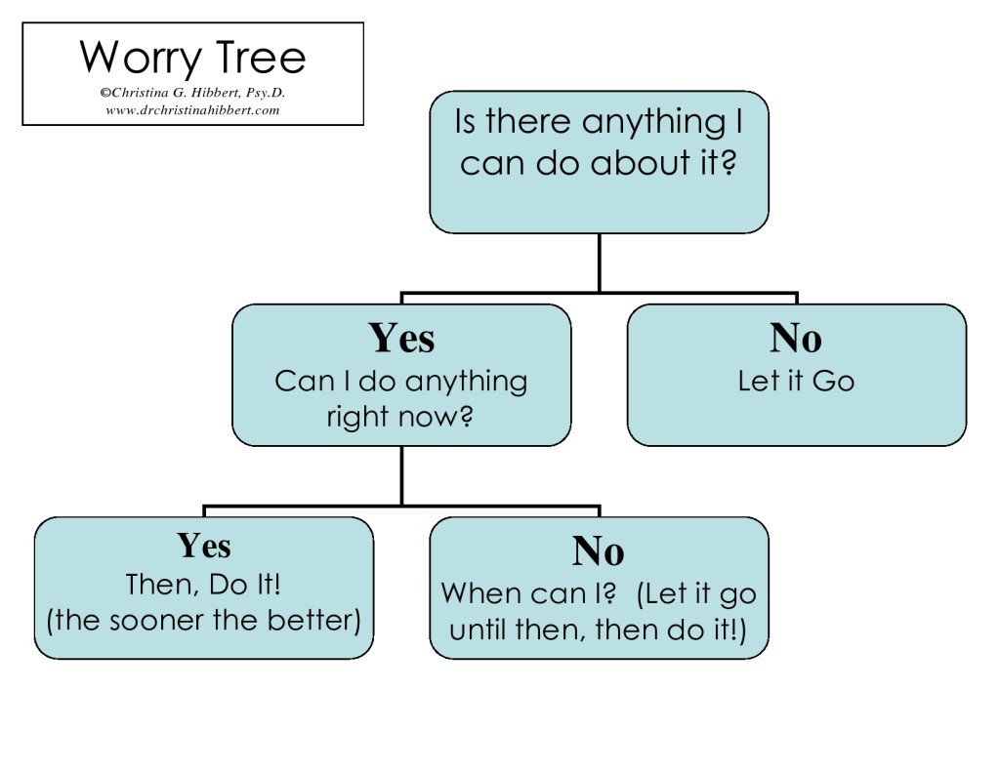 Worry Tree
©Christina G. Hibbert, Psy.D.
www.drchristinahibbert.com
Is there anything I
can do about it?
Yes
Can I do anything
right now?
No
Let it Go
Yes
Then, Do It!
(the sooner the better)
No
When can I?  (Let it go
until then, then do it!)